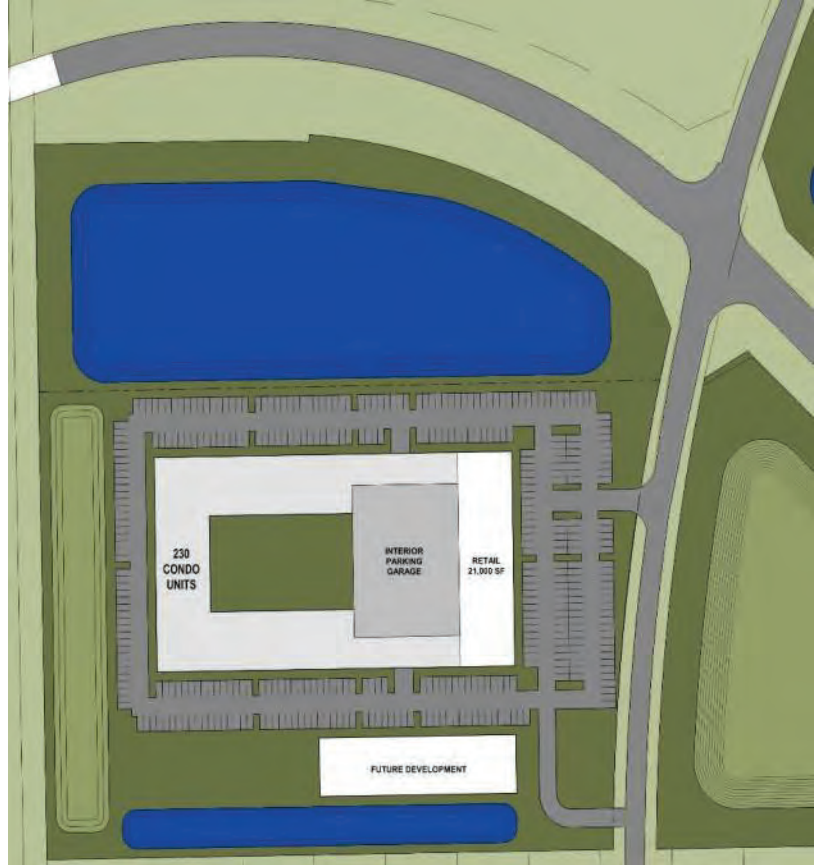 230
CONDO
UNITS
INTERIOR
PARKING
GARAGE
RETAIL
21,000 SF
FUTURE DEVELOPMENT